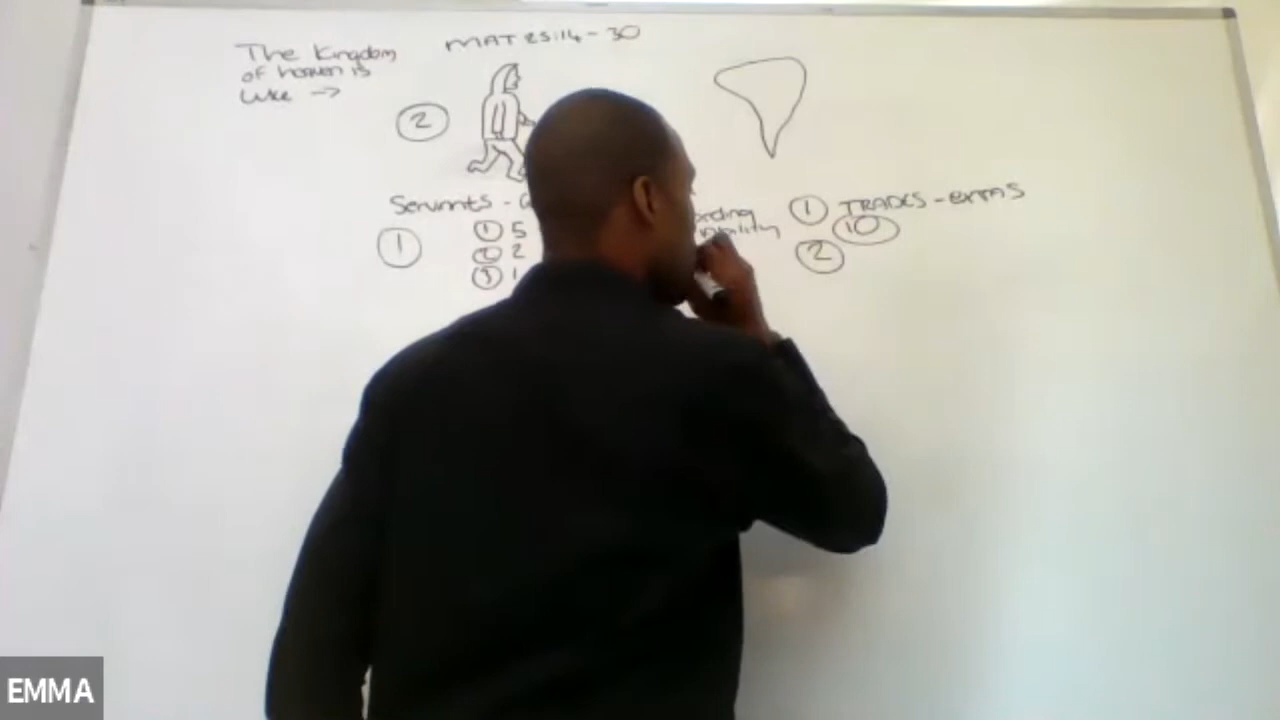 The Kingdom
of heaven is
Like →
MAT 25:14-30
2
Servants - G
1
1 5
2 2
3 1
ording
ability
1 TRADES - earns
10
2
EMMA